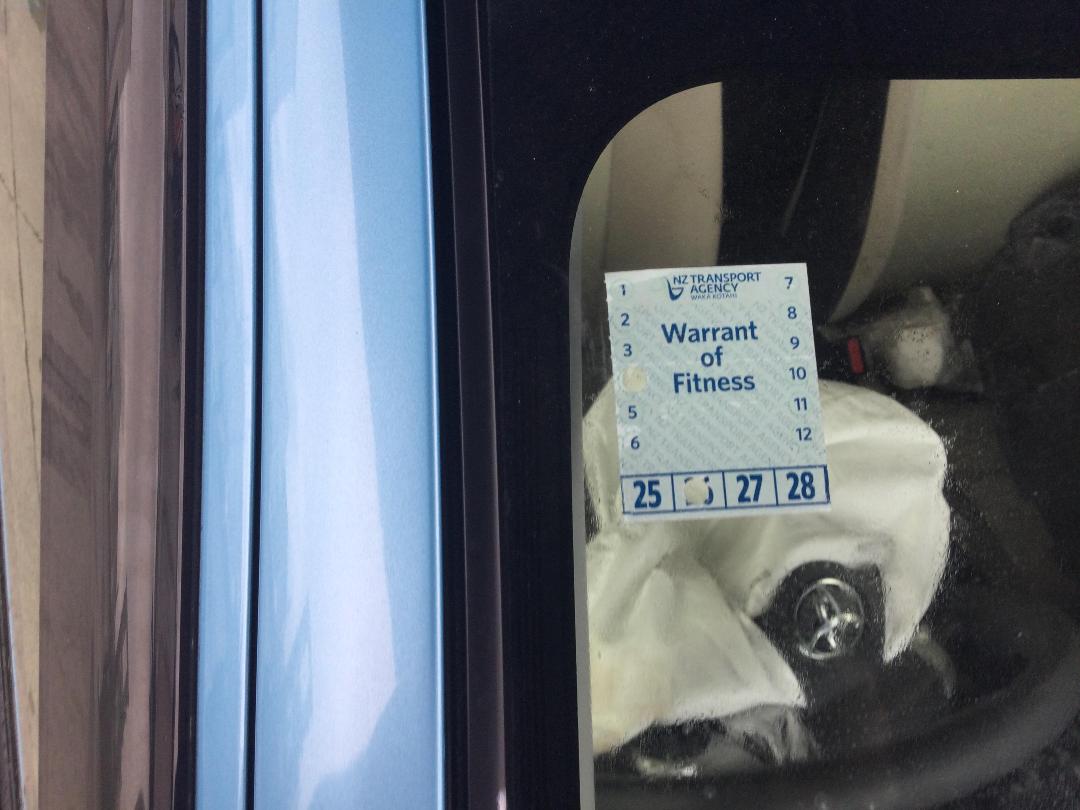 NZ TRANSPORT
AGENCY
WAKA KOTAHI
Warrant
of
Fitness
1 7
2 8
3 9
10
5 11
6 12
25 27 28